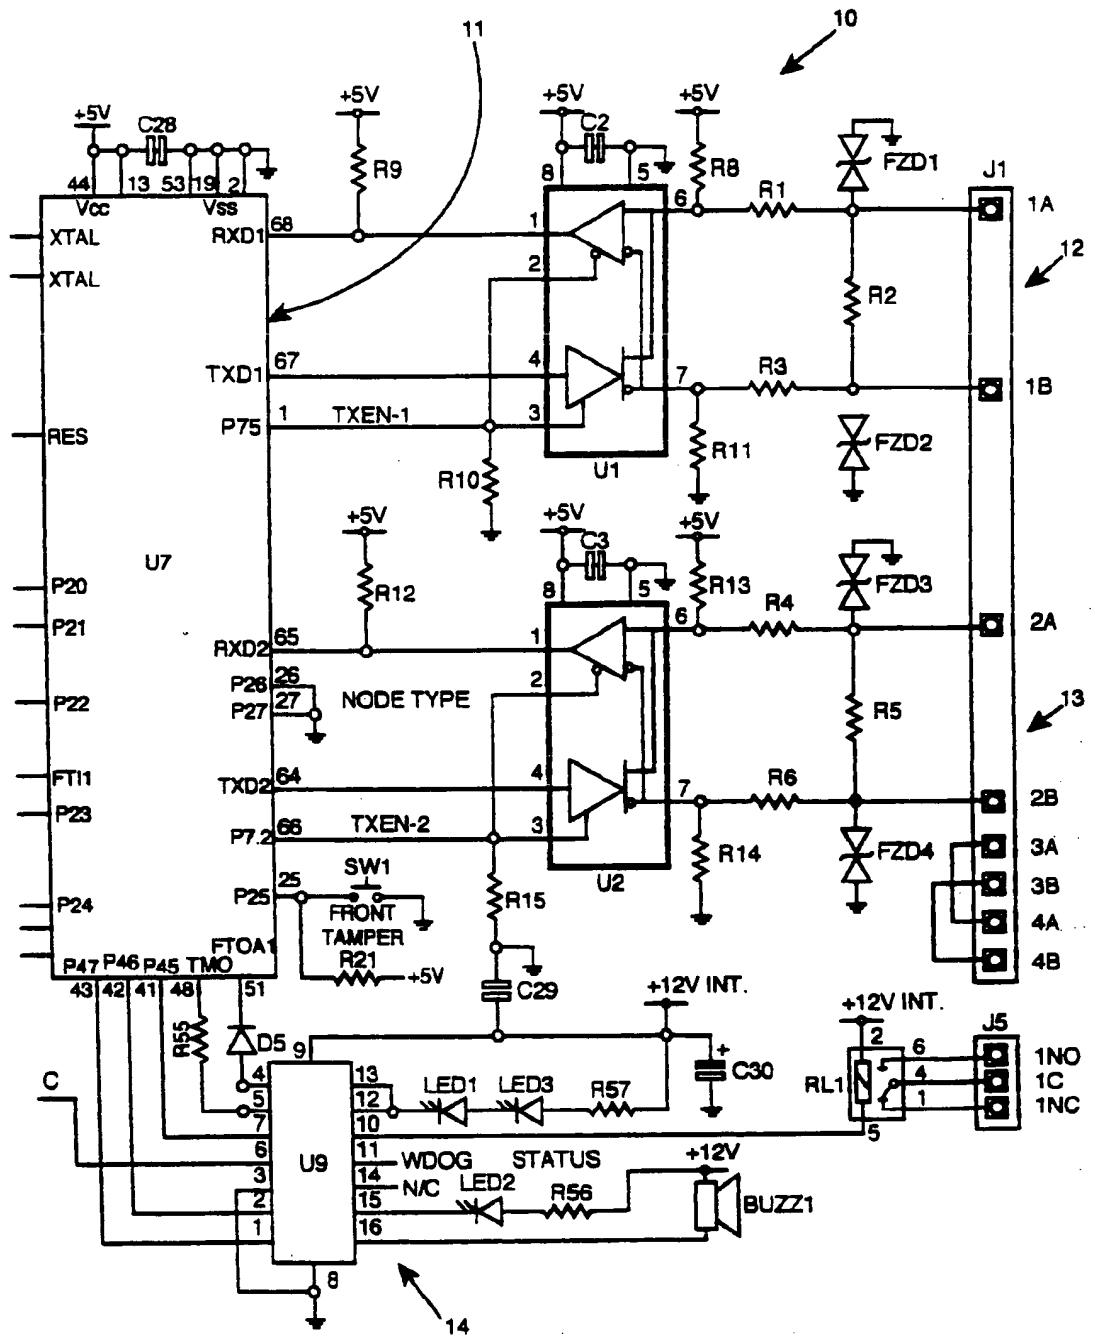 10
11
+5V
C28
44
13
53
19
2
Vcc
Vss
+5V
R9
+5V
C2
8
5
+5V
R8
FZD1
J1
XTAL
RXD1
68
1
6
R1
1A
12
XTAL
2
R2
TXD1
67
4
7
R3
1B
P75
1
TXEN-1
3
RES
R10
U1
R11
FZD2
+5V
+5V
C3
+5V
U7
R12
8
5
R13
FZD3
P20
P21
RXD2
65
1
6
R4
2A
P26
26
2
P22
P27
27
NODE TYPE
R5
13
FTI1
TXD2
64
4
7
R6
2B
P23
P7.2
66
TXEN-2
3
R14
FZD4
3A
P25
25
SW1
R15
U2
3B
P24
FRONT
TAMPER
4A
FTOA1
P47
P46
P45
TMO
R21
+5V
4B
43
42
41
48
51
C29
+12V INT.
+12V INT.
J5
R55
D5
9
+
C30
2
RL1
6
1NO
4
1C
1
1NC
5
C
4
13
LED1
LED3
R57
5
12
7
10
6
U9
11
WDOG
STATUS
+12V
3
14
N/C
LED2
2
15
R56
BUZZ1
1
16
8
14